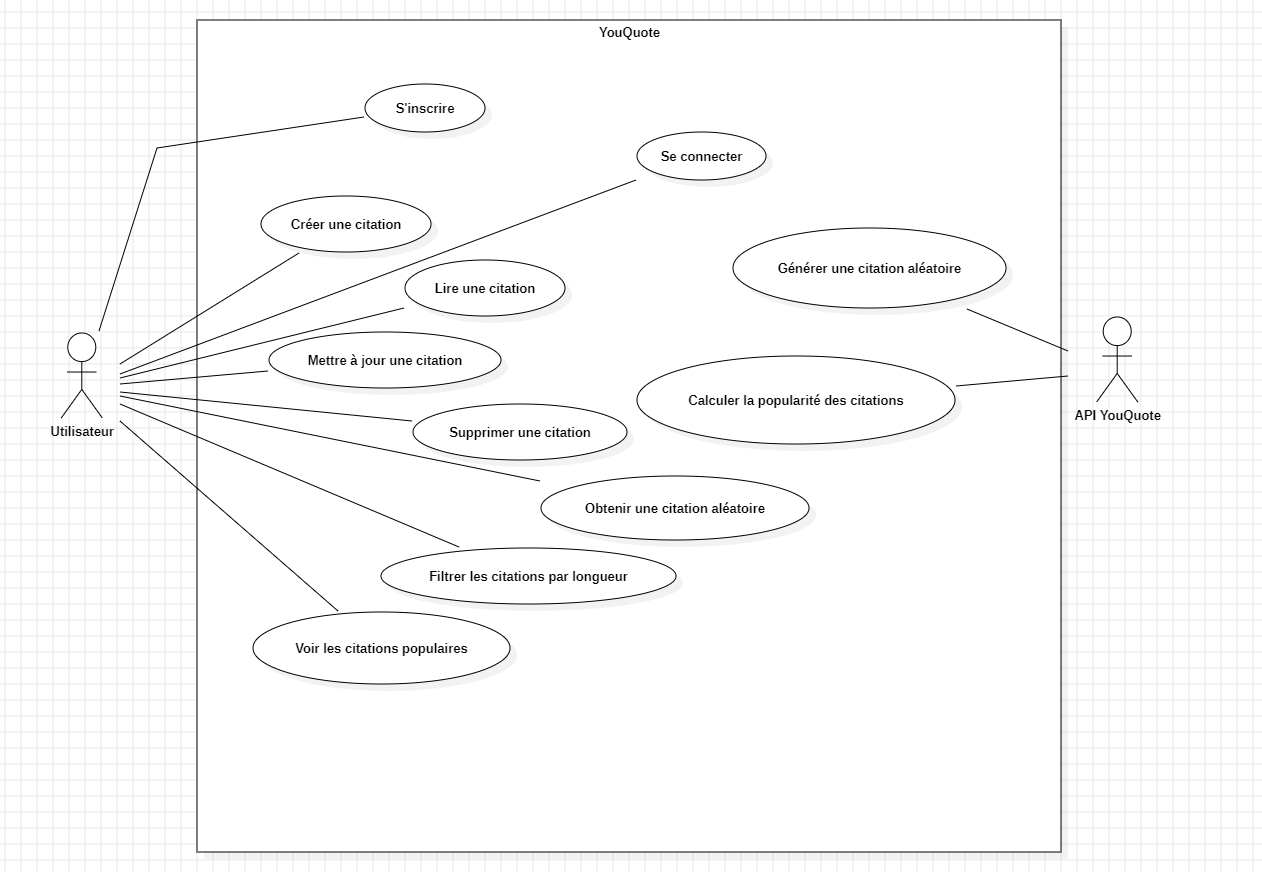 YouQuote
S'inscrire
Se connecter
Créer une citation
Générer une citation aléatoire
Lire une citation
Mettre à jour une citation
Calculer la popularité des citations
API YouQuote
Utilisateur
Supprimer une citation
Obtenir une citation aléatoire
Filtrer les citations par longueur
Voir les citations populaires